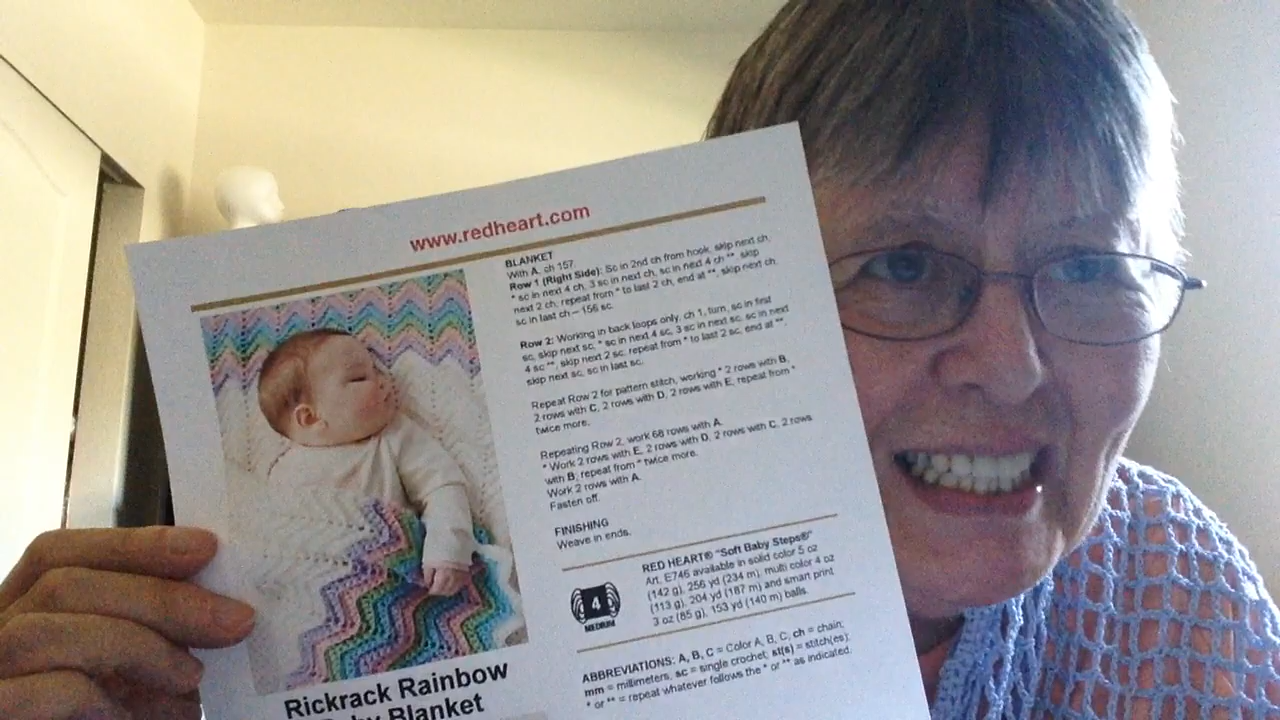 www.redheart.com
BLANKET
With A, ch 157.
Row 1 (Right Side): Sc in 2nd ch from hook, skip next ch,
* sc in next 4 ch, 3 sc in next ch, sc in next 4 ch **, skip
next 2 ch; repeat from * to last 2 ch, end at **, skip next ch,
sc in last ch – 156 sc.
Row 2: Working in back loops only, ch 1, turn, sc in first
sc, skip next sc, * sc in next 4 sc, 3 sc in next sc, sc in next
4 sc **, skip next 2 sc, repeat from * to last 2 sc, end at **,
skip next sc, sc in last sc.
Repeat Row 2 for pattern stitch, working * 2 rows with B,
2 rows with C, 2 rows with D, 2 rows with E, repeat from *
twice more.
Repeating Row 2, work 68 rows with A.
* Work 2 rows with E, 2 rows with D, 2 rows with C, 2 rows
with B; repeat from * twice more.
Work 2 rows with A.
Fasten off.
FINISHING
Weave in ends.
RED HEART® "Soft Baby Steps®"
Art. E746 available in solid color 5 oz
(142 g), 256 yd (234 m), multi color 4 oz
(113 g), 204 yd (187 m) and smart print
3 oz (85 g), 153 yd (140 m) balls.
4
MEDIUM
ABBREVIATIONS: A, B, C = Color A, B, C, ch = chain;
mm = millimeters, sc = single crochet, st(s) = stitch(es);
* or ** = repeat whatever follows the * or ** as indicated.
Rickrack Rainbow
Baby Blanket